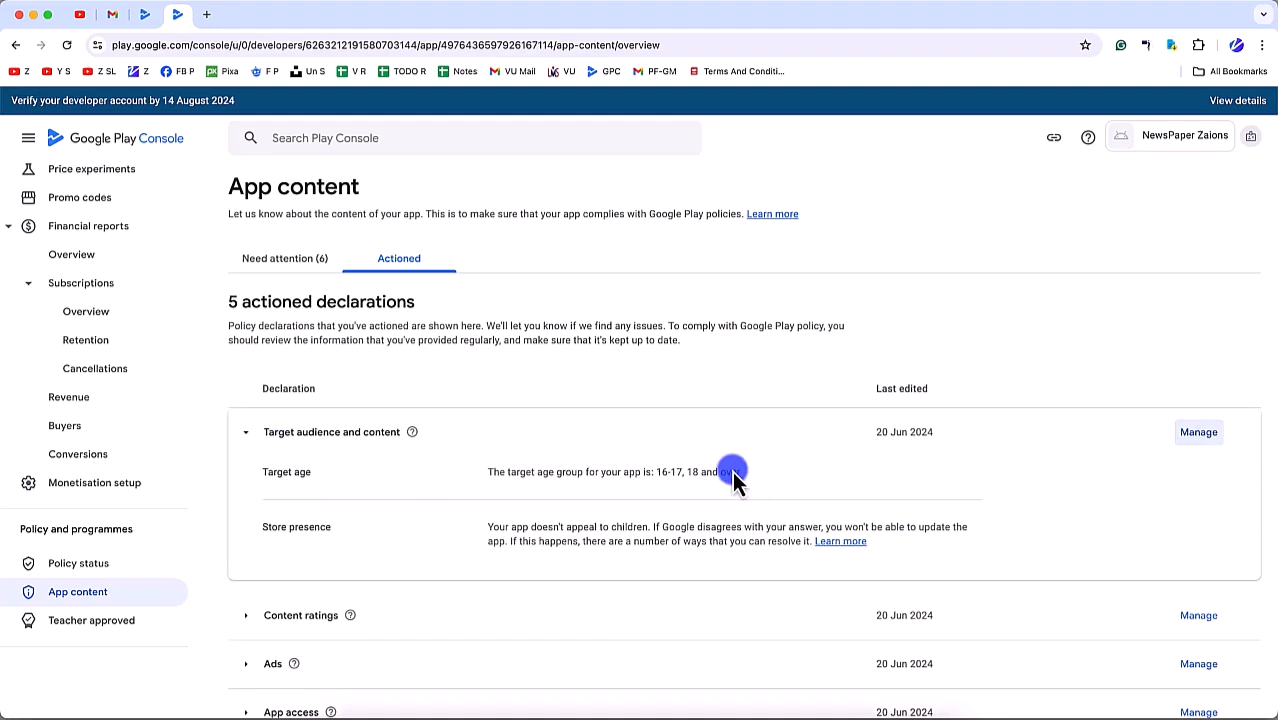 play.google.com/console/u/0/developers/6263212191580703144/app/4976436597926167114/app-content/overview
Z
Y S
Z SL
Z
FB P
Pixa
F P
Un S
V R
TODO R
Notes
VU Mail
VU
GPC
PF-GM
Terms And Conditi...
All Bookmarks
Verify your developer account by 14 August 2024
View details
Google Play Console
Search Play Console
NewsPaper Zaions
Price experiments
Promo codes
Financial reports
Overview
Subscriptions
Overview
Retention
Cancellations
Revenue
Buyers
Conversions
Monetisation setup
Policy and programmes
Policy status
App content
Teacher approved
App content
Let us know about the content of your app. This is to make sure that your app complies with Google Play policies. Learn more
Need attention (6)
Actioned
5 actioned declarations
Policy declarations that you've actioned are shown here. We'll let you know if we find any issues. To comply with Google Play policy, you
should review the information that you've provided regularly, and make sure that it's kept up to date.
Declaration
Last edited
Target audience and content
20 Jun 2024
Manage
Target age
The target age group for your app is: 16-17, 18 and over
Store presence
Your app doesn't appeal to children. If Google disagrees with your answer, you won't be able to update the
app. If this happens, there are a number of ways that you can resolve it. Learn more
Content ratings
20 Jun 2024
Manage
Ads
20 Jun 2024
Manage
App access
20 Jun 2024
Manage